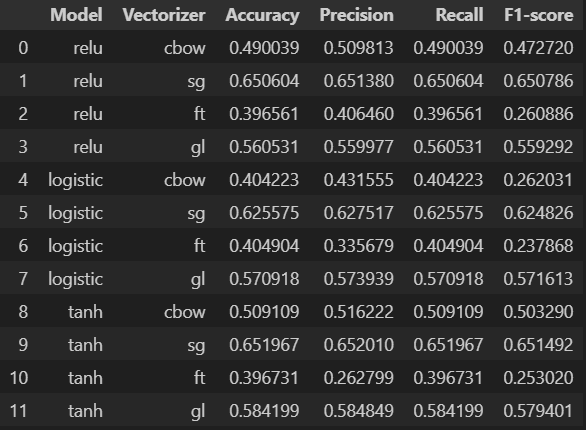 Model Vectorizer Accuracy Precision Recall F1-score
0 relu cbow 0.490039 0.509813 0.490039 0.472720
1 relu sg 0.650604 0.651380 0.650604 0.650786
2 relu ft 0.396561 0.406460 0.396561 0.260886
3 relu gl 0.560531 0.559977 0.560531 0.559292
4 logistic cbow 0.404223 0.431555 0.404223 0.262031
5 logistic sg 0.625575 0.627517 0.625575 0.624826
6 logistic ft 0.404904 0.335679 0.404904 0.237868
7 logistic gl 0.570918 0.573939 0.570918 0.571613
8 tanh cbow 0.509109 0.516222 0.509109 0.503290
9 tanh sg 0.651967 0.652010 0.651967 0.651492
10 tanh ft 0.396731 0.262799 0.396731 0.253020
11 tanh gl 0.584199 0.584849 0.584199 0.579401